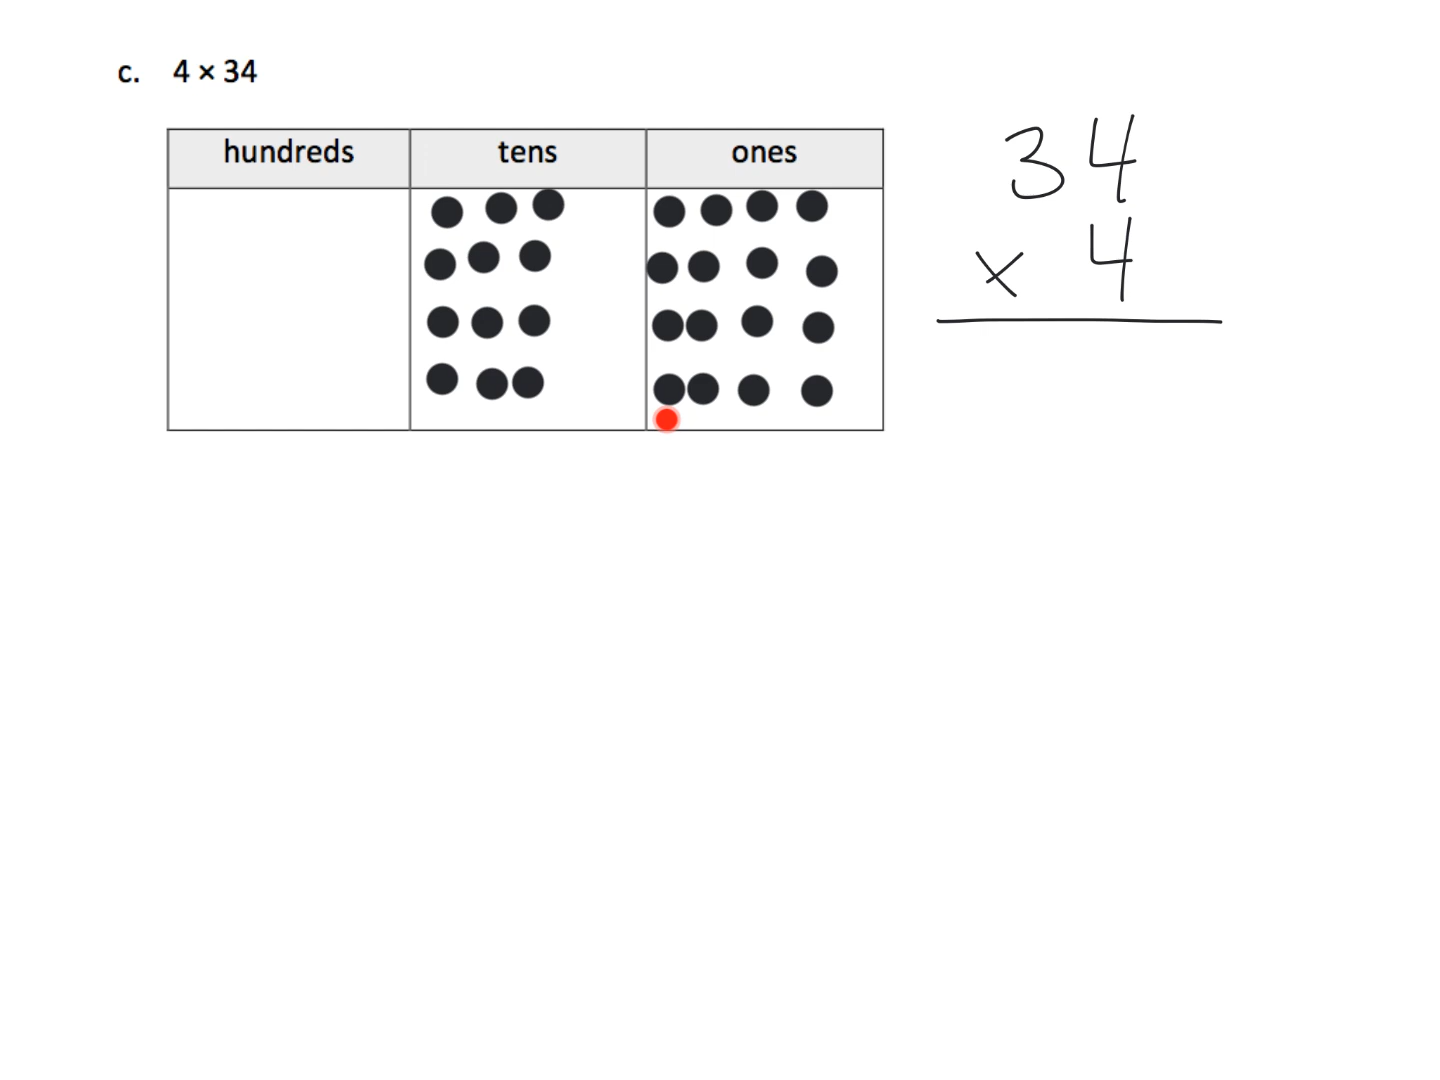 c. 4 × 34
hundreds tens ones
34
× 4